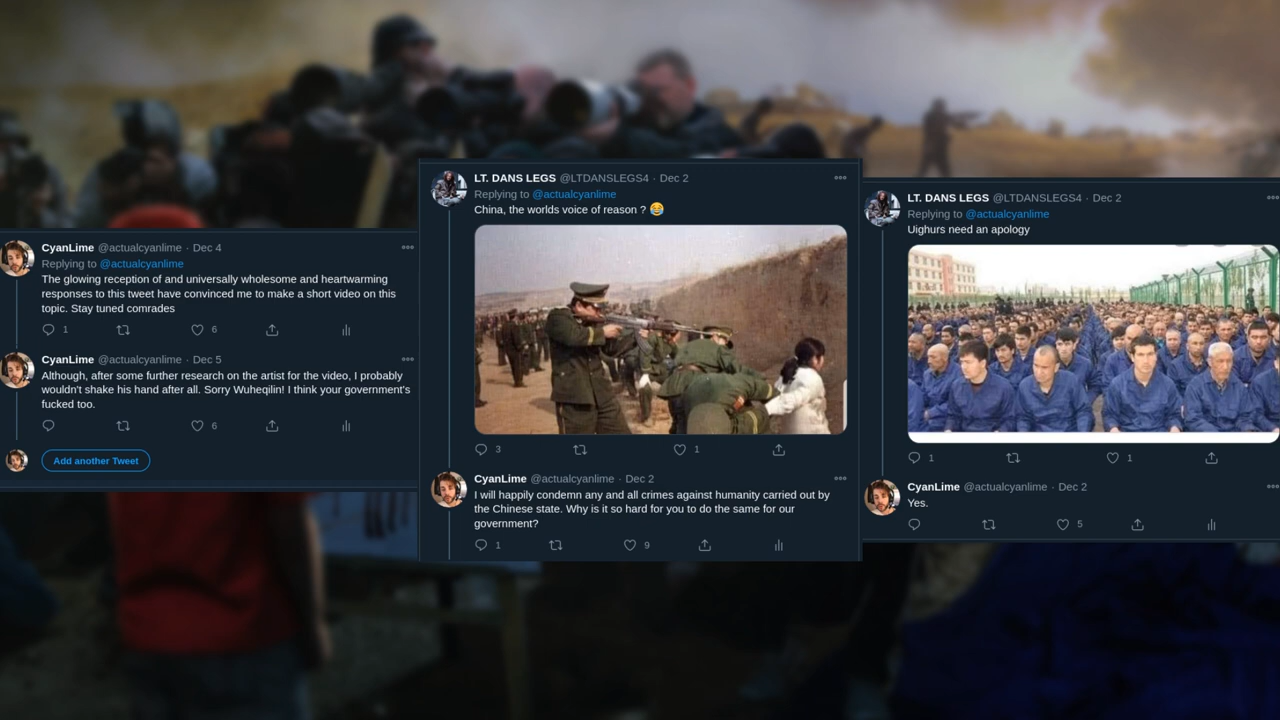 CyanLime @actualcyanlime · Dec 4
Replying to @actualcyanlime
The glowing reception of and universally wholesome and heartwarming
responses to this tweet have convinced me to make a short video on this
topic. Stay tuned comrades
1 6
CyanLime @actualcyanlime · Dec 5
Although, after some further research on the artist for the video, I probably
wouldn't shake his hand after all. Sorry Wuheqilin! I think your government's
fucked too.
6
Add another Tweet
LT. DANS LEGS @LTDANSLEGS4 · Dec 2
Replying to @actualcyanlime
China, the worlds voice of reason ? 😂
3 1
CyanLime @actualcyanlime · Dec 2
I will happily condemn any and all crimes against humanity carried out by
the Chinese state. Why is it so hard for you to do the same for our
government?
1 9
LT. DANS LEGS @LTDANSLEGS4 · Dec 2
Replying to @actualcyanlime
Uighurs need an apology
1 1
CyanLime @actualcyanlime · Dec 2
Yes.
5